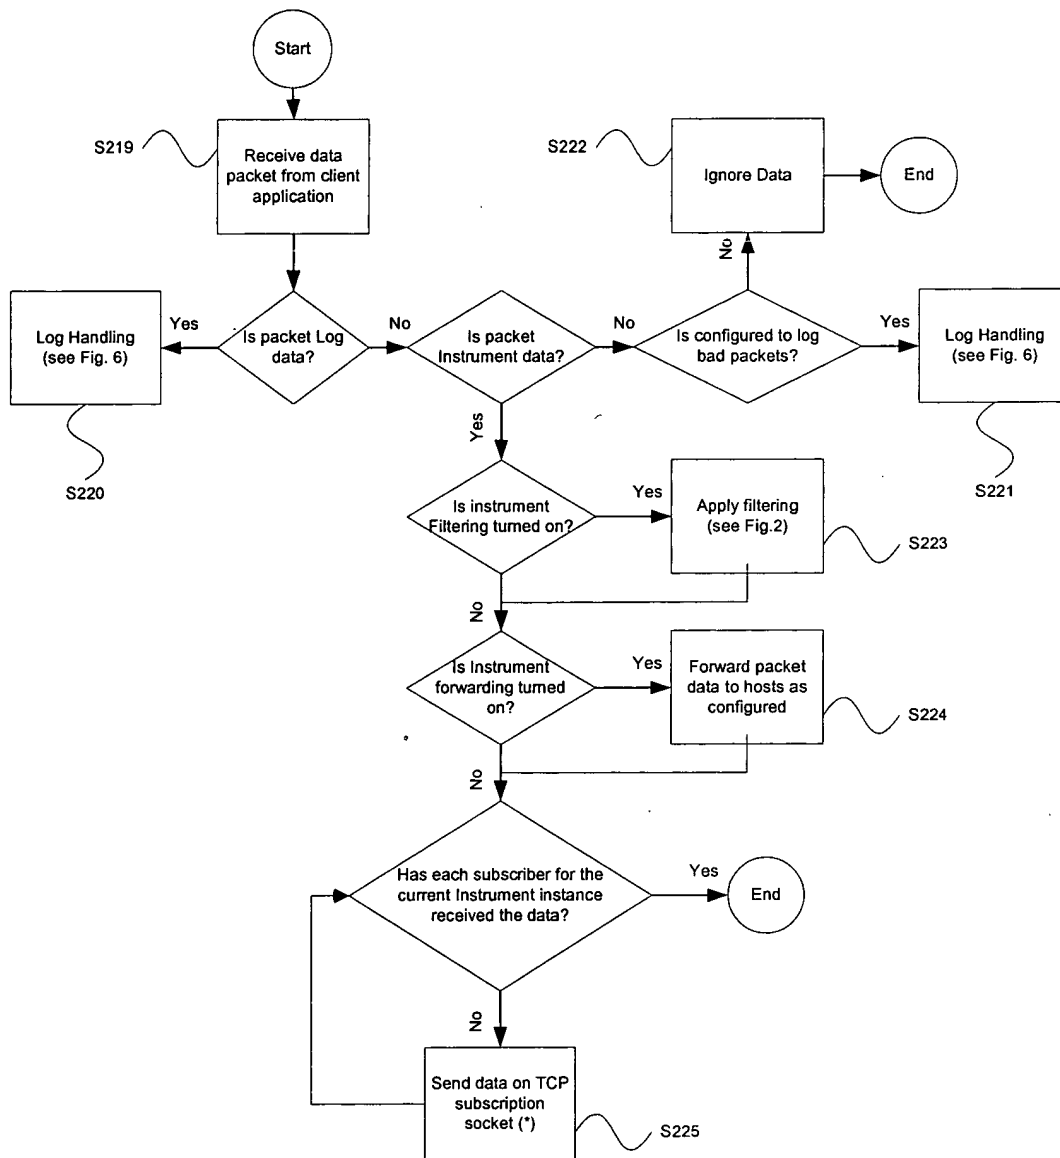 Start
S219
Receive data
packet from client
application
S222
Ignore Data
End
No
Log Handling
(see Fig. 6)
Yes
Is packet Log
data?
No
Is packet
Instrument data?
No
Is configured to log
bad packets?
Yes
Log Handling
(see Fig. 6)
S220
Yes
S221
Is instrument
Filtering turned on?
Yes
Apply filtering
(see Fig.2)
S223
No
Is Instrument
forwarding turned
on?
Yes
Forward packet
data to hosts as
configured
S224
No
Has each subscriber for the
current Instrument instance
received the data?
Yes
End
No
Send data on TCP
subscription
socket (*)
S225